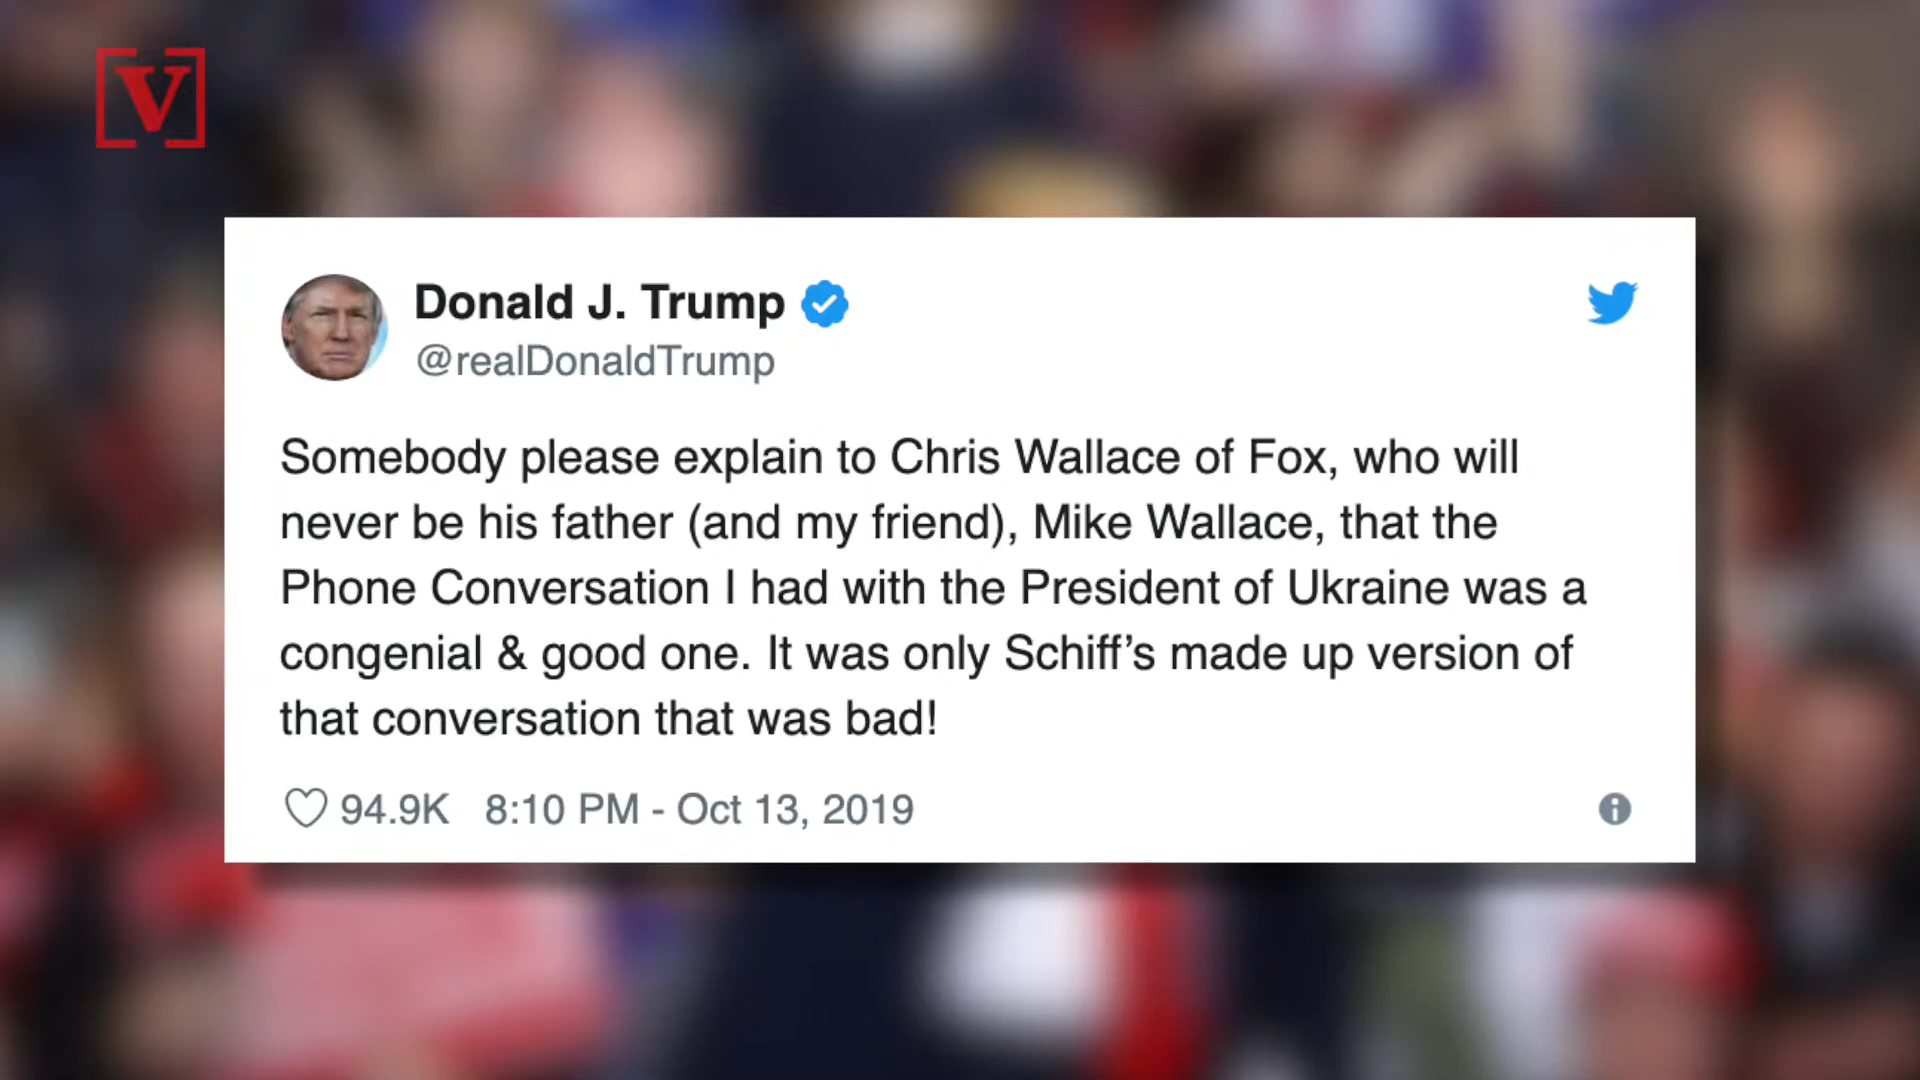 V
Donald J. Trump
@realDonaldTrump
Somebody please explain to Chris Wallace of Fox, who will
never be his father (and my friend), Mike Wallace, that the
Phone Conversation I had with the President of Ukraine was a
congenial & good one. It was only Schiff’s made up version of
that conversation that was bad!
94.9K 8:10 PM - Oct 13, 2019